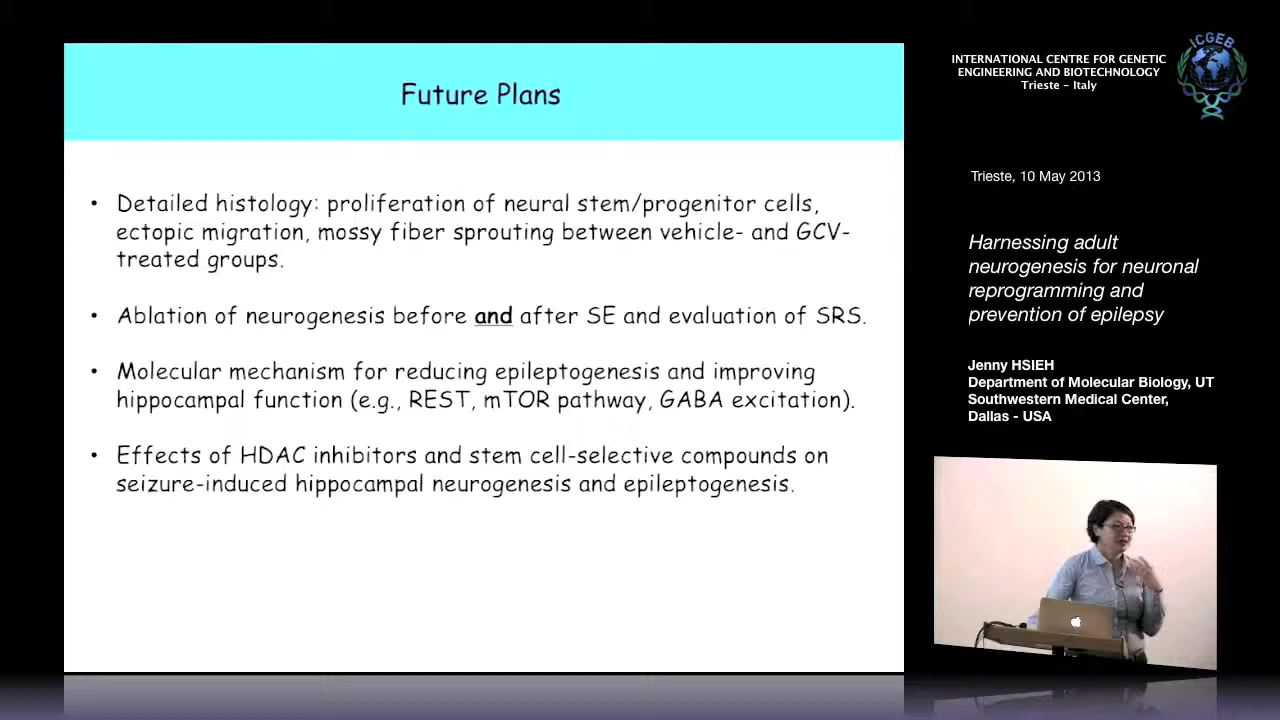 Future Plans
• Detailed histology: proliferation of neural stem/progenitor cells,
ectopic migration, mossy fiber sprouting between vehicle- and GCV-
treated groups.
• Ablation of neurogenesis before and after SE and evaluation of SRS.
• Molecular mechanism for reducing epileptogenesis and improving
hippocampal function (e.g., REST, mTOR pathway, GABA excitation).
• Effects of HDAC inhibitors and stem cell-selective compounds on
seizure-induced hippocampal neurogenesis and epileptogenesis.
INTERNATIONAL CENTRE FOR GENETIC
ENGINEERING AND BIOTECHNOLOGY
Trieste – Italy
ICGEB
Trieste, 10 May 2013
Harnessing adult
neurogenesis for neuronal
reprogramming and
prevention of epilepsy
Jenny HSIEH
Department of Molecular Biology, UT
Southwestern Medical Center,
Dallas - USA